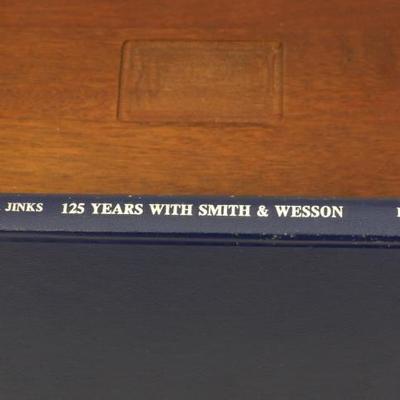 JINKS 125 YEARS WITH SMITH & WESSON